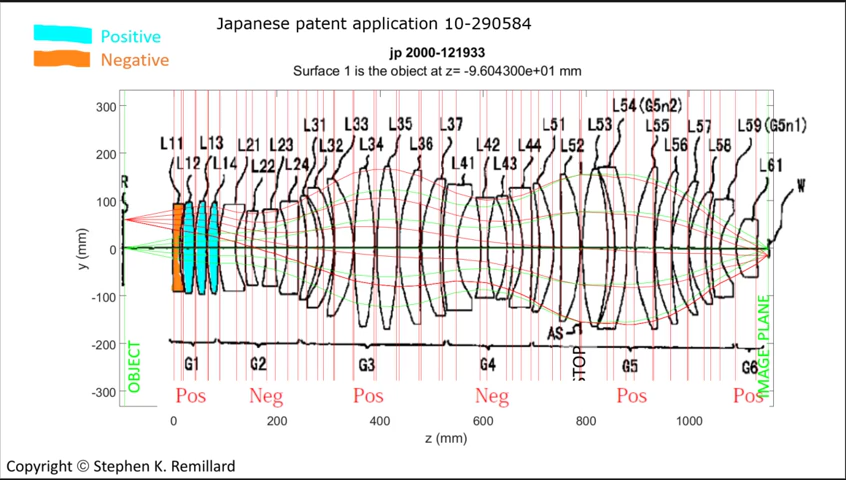 Japanese patent application 10-290584
Positive
Negative
jp 2000-121933
Surface 1 is the object at z= -9.604300e+01 mm
300
200
100
0
-100
-200
-300
y (mm)
L54 (G5n2)
L31 L33 L35 L37 L51 L53 L55 L57 L59 (G5n1)
L11 L13 L21 L23 L32 L34 L36 L42 L44 L52 L56 L58
L12 L14 L22 L24 L41 L43 L61
R
W
AS
STOP
OBJECT
IMAGE PLANE
G1 G2 G3 G4 G5 G6
Pos Neg Pos Neg Pos Pos
0 200 400 600 800 1000
z (mm)
Copyright © Stephen K. Remillard